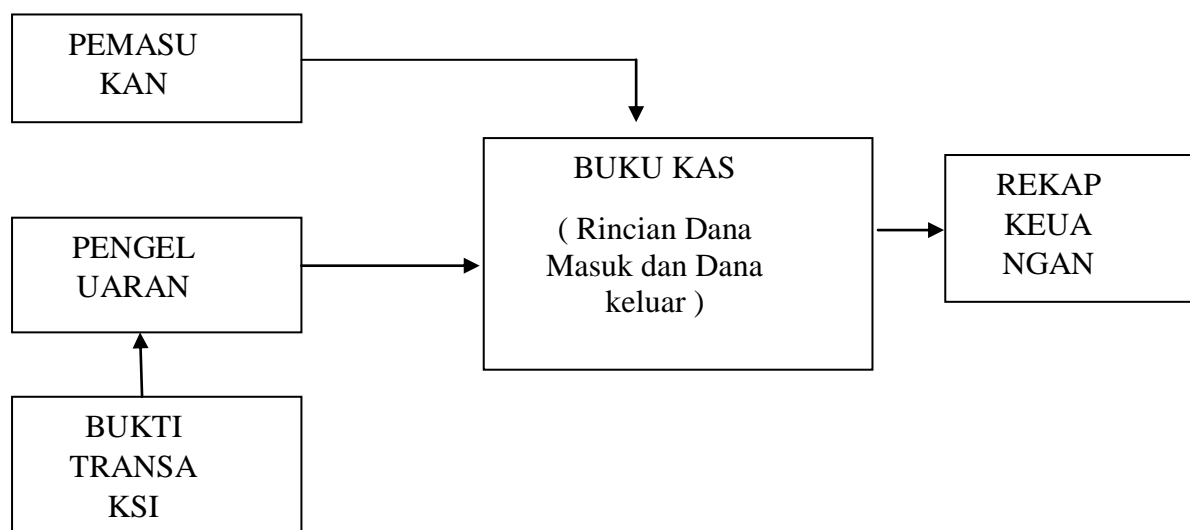 PEMASU
KAN
BUKU KAS
( Rincian Dana
Masuk dan Dana
keluar )
REKAP
KEUA
NGAN
PENGEL
UARAN
BUKTI
TRANSA
KSI